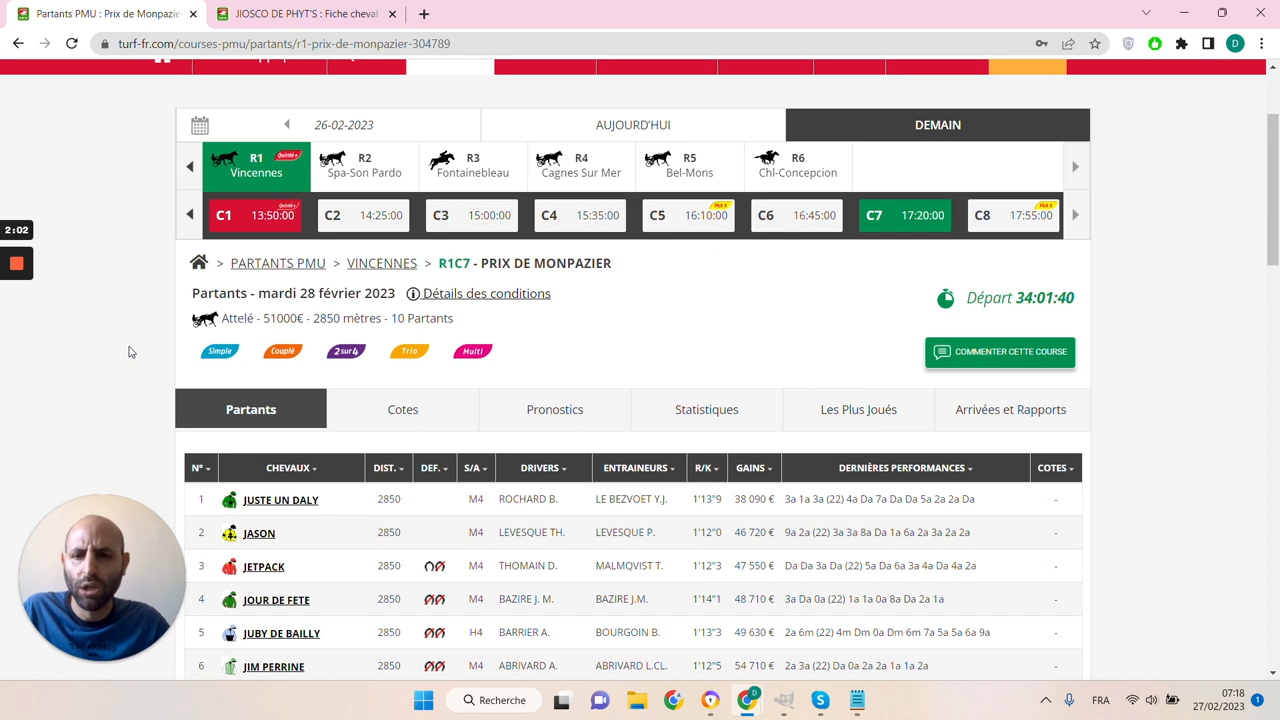 Partants PMU : Prix de Monpazie
JIOSCO DE PHYT'S : Fiche cheval
turf-fr.com/courses-pmu/partants/r1-prix-de-monpazier-304789
D
26-02-2023
AUJOURD'HUI
DEMAIN
R1 Quinté+
Vincennes
R2
Spa-Son Pardo
R3
Fontainebleau
R4
Cagnes Sur Mer
R5
Bel-Mons
R6
Chl-Concepcion
C1 13:50:00 Quinté+
C2 14:25:00
C3 15:00:00
C4 15:35:00
C5 16:10:00 Pick 5
C6 16:45:00
C7 17:20:00
C8 17:55:00 Pick 5
2:02
> PARTANTS PMU > VINCENNES > R1C7 - PRIX DE MONPAZIER
Partants - mardi 28 février 2023 Détails des conditions
Départ 34:01:40
Attelé - 51000€ - 2850 mètres - 10 Partants
Simple Couplé 2sur4 Trio Multi
COMMENTER CETTE COURSE
Partants Cotes Pronostics Statistiques Les Plus Joués Arrivées et Rapports
N° CHEVAUX DIST. DEF. S/A DRIVERS ENTRAINEURS R/K GAINS DERNIÈRES PERFORMANCES COTES
1 JUSTE UN DALY 2850 M4 ROCHARD B. LE BEZVOET Y.J. 1'13"9 38 090 € 3a 1a 3a (22) 4a Da 7a Da Da 5a 2a 2a Da -
2 JASON 2850 M4 LEVESQUE TH. LEVESQUE P. 1'12"0 46 720 € 9a 2a (22) 3a 3a 8a Da 1a 6a 2a 3a 2a 2a -
3 JETPACK 2850 M4 THOMAIN D. MALMQVIST T. 1'12"3 47 550 € Da Da 3a Da (22) 5a Da 6a 3a 4a Da 4a 2a -
4 JOUR DE FETE 2850 M4 BAZIRE J. M. BAZIRE J.M. 1'14"1 48 710 € 3a Da 0a (22) 1a 1a 0a 8a Da 2a 1a -
5 JUBY DE BAILLY 2850 H4 BARRIER A. BOURGOIN B. 1'13"3 49 630 € 2a 6m (22) 4m Dm 0a Dm 6m 7a 5a 5a 6a 9a -
6 JIM PERRINE 2850 M4 ABRIVARD A. ABRIVARD L.CL. 1'12"5 54 710 € 2a 3a (22) Da 0a 2a 2a 1a 1a 2a -
Recherche
FRA
07:18
27/02/2023
1